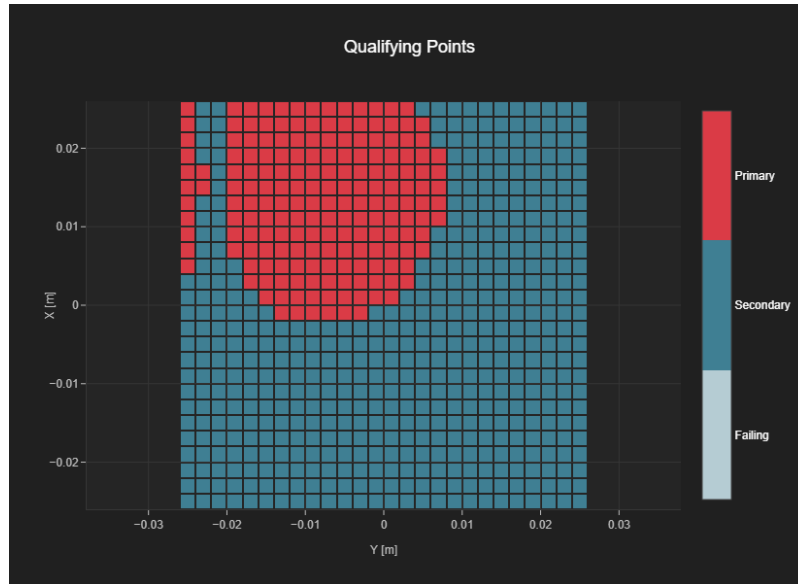 Qualifying Points
Primary
Secondary
Failing
0.02
0.01
0
−0.01
−0.02
X [m]
−0.03
−0.02
−0.01
0
0.01
0.02
0.03
Y [m]